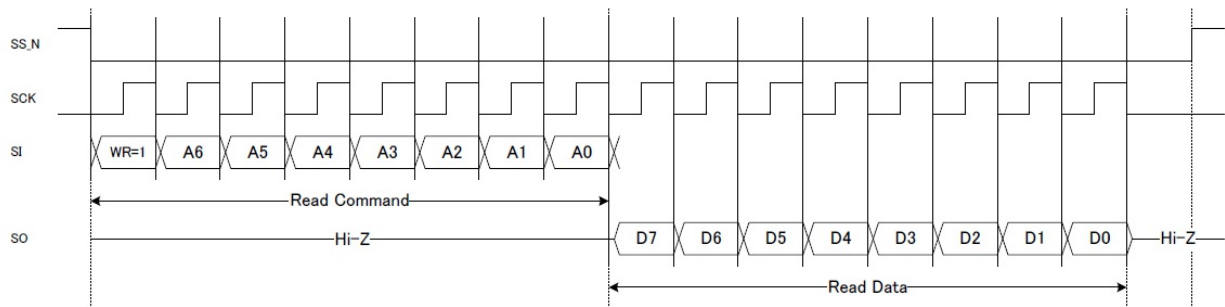 SS_N
SCK
SI WR=1 A6 A5 A4 A3 A2 A1 A0
Read Command
SO Hi-Z D7 D6 D5 D4 D3 D2 D1 D0 Hi-Z
Read Data